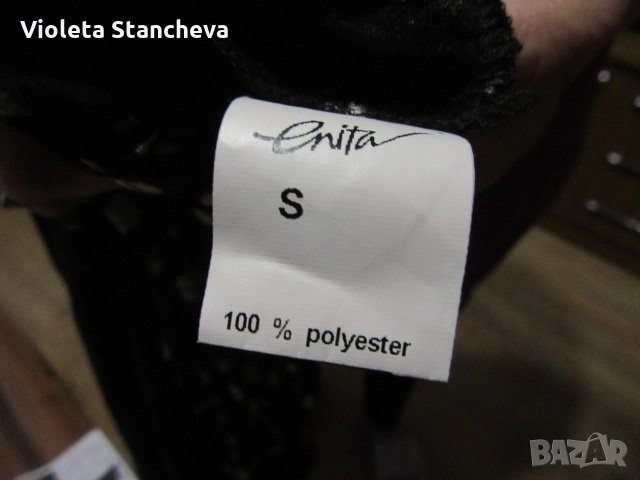 Violeta Stancheva
enita
S
100 % polyester
BAZAR